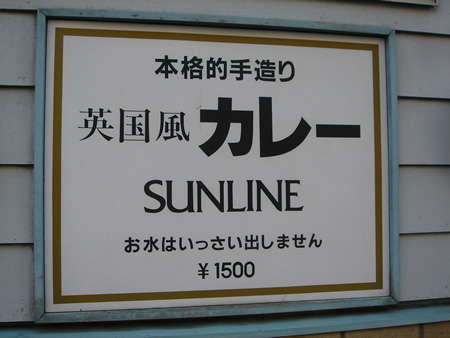 本格的手造り
英国風カレー
SUNLINE
お水はいっさい出しません
¥1500